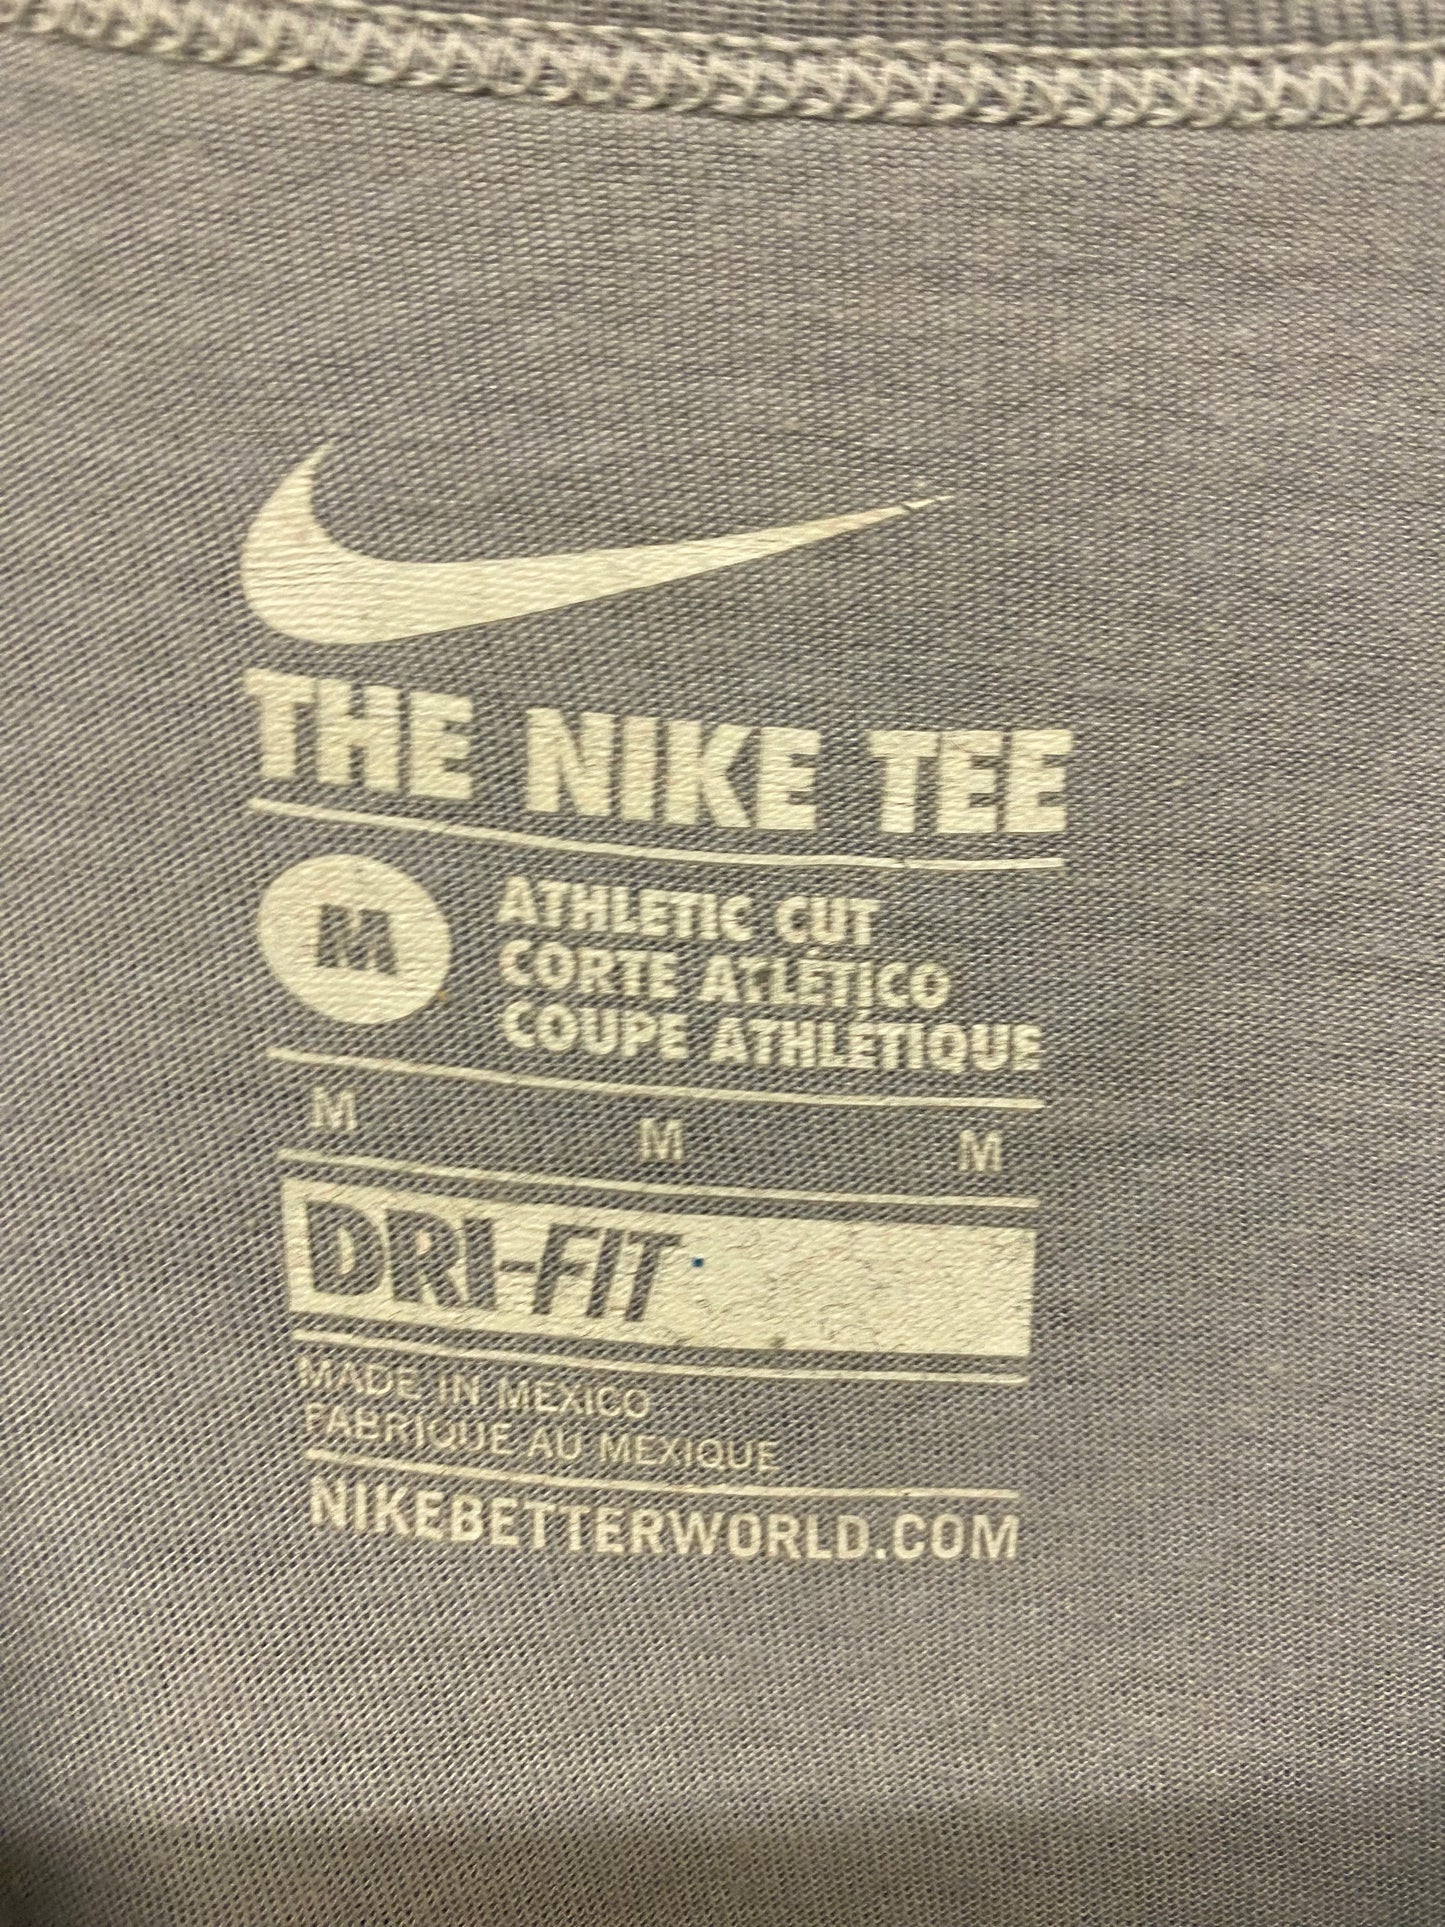 THE NIKE TEE
M
ATHLETIC CUT
CORTE ATLÉTICO
COUPE ATHLÉTIQUE
M M M
DRI-FIT
MADE IN MEXICO
FABRIQUE AU MEXIQUE
NIKEBETTERWORLD.COM